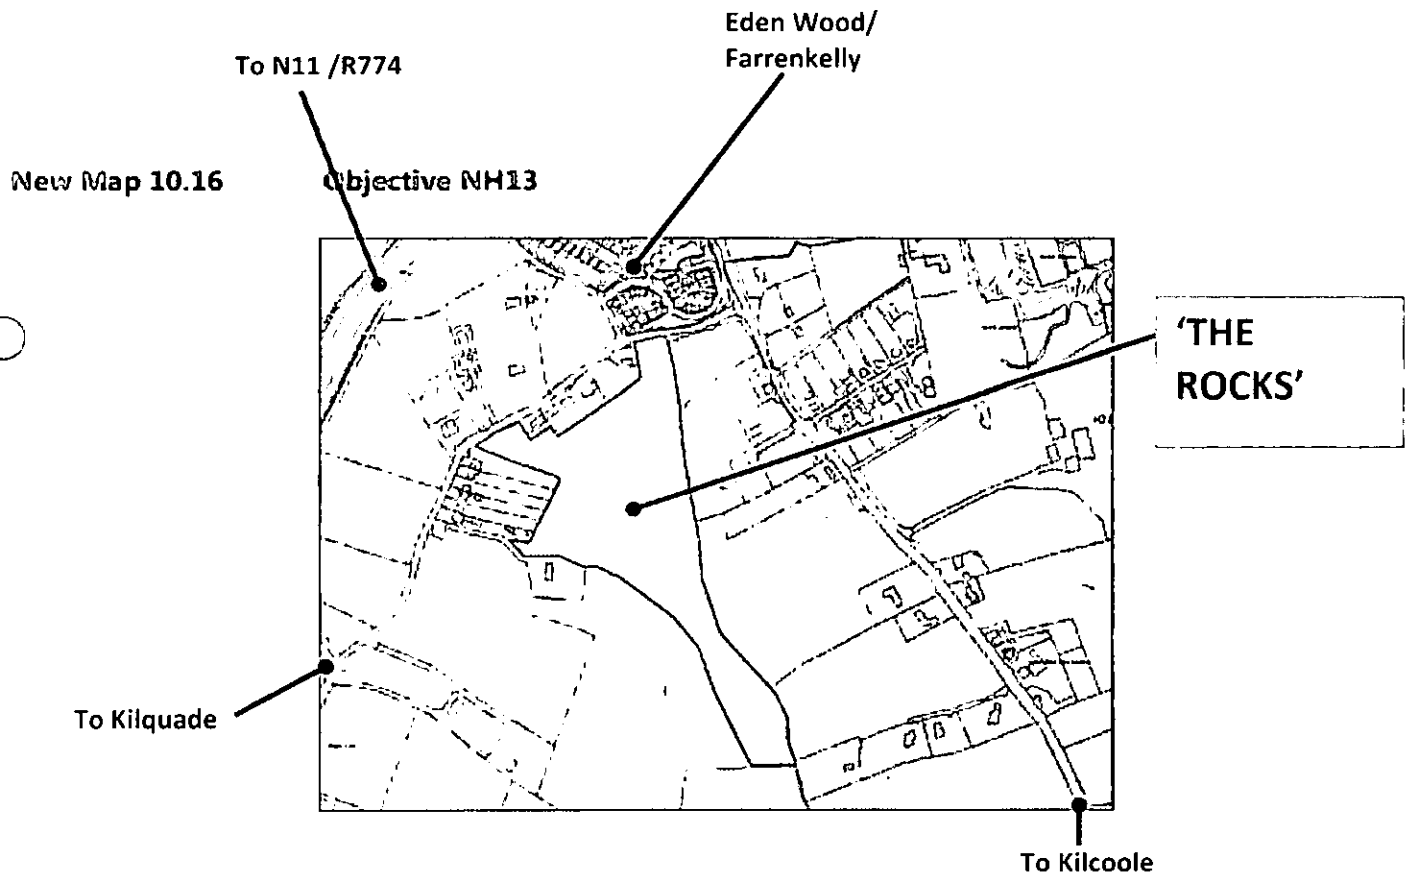 Eden Wood/
Farrenkelly
To N11 /R774
New Map 10.16 Objective NH13
‘THE
ROCKS’
To Kilquade
To Kilcoole